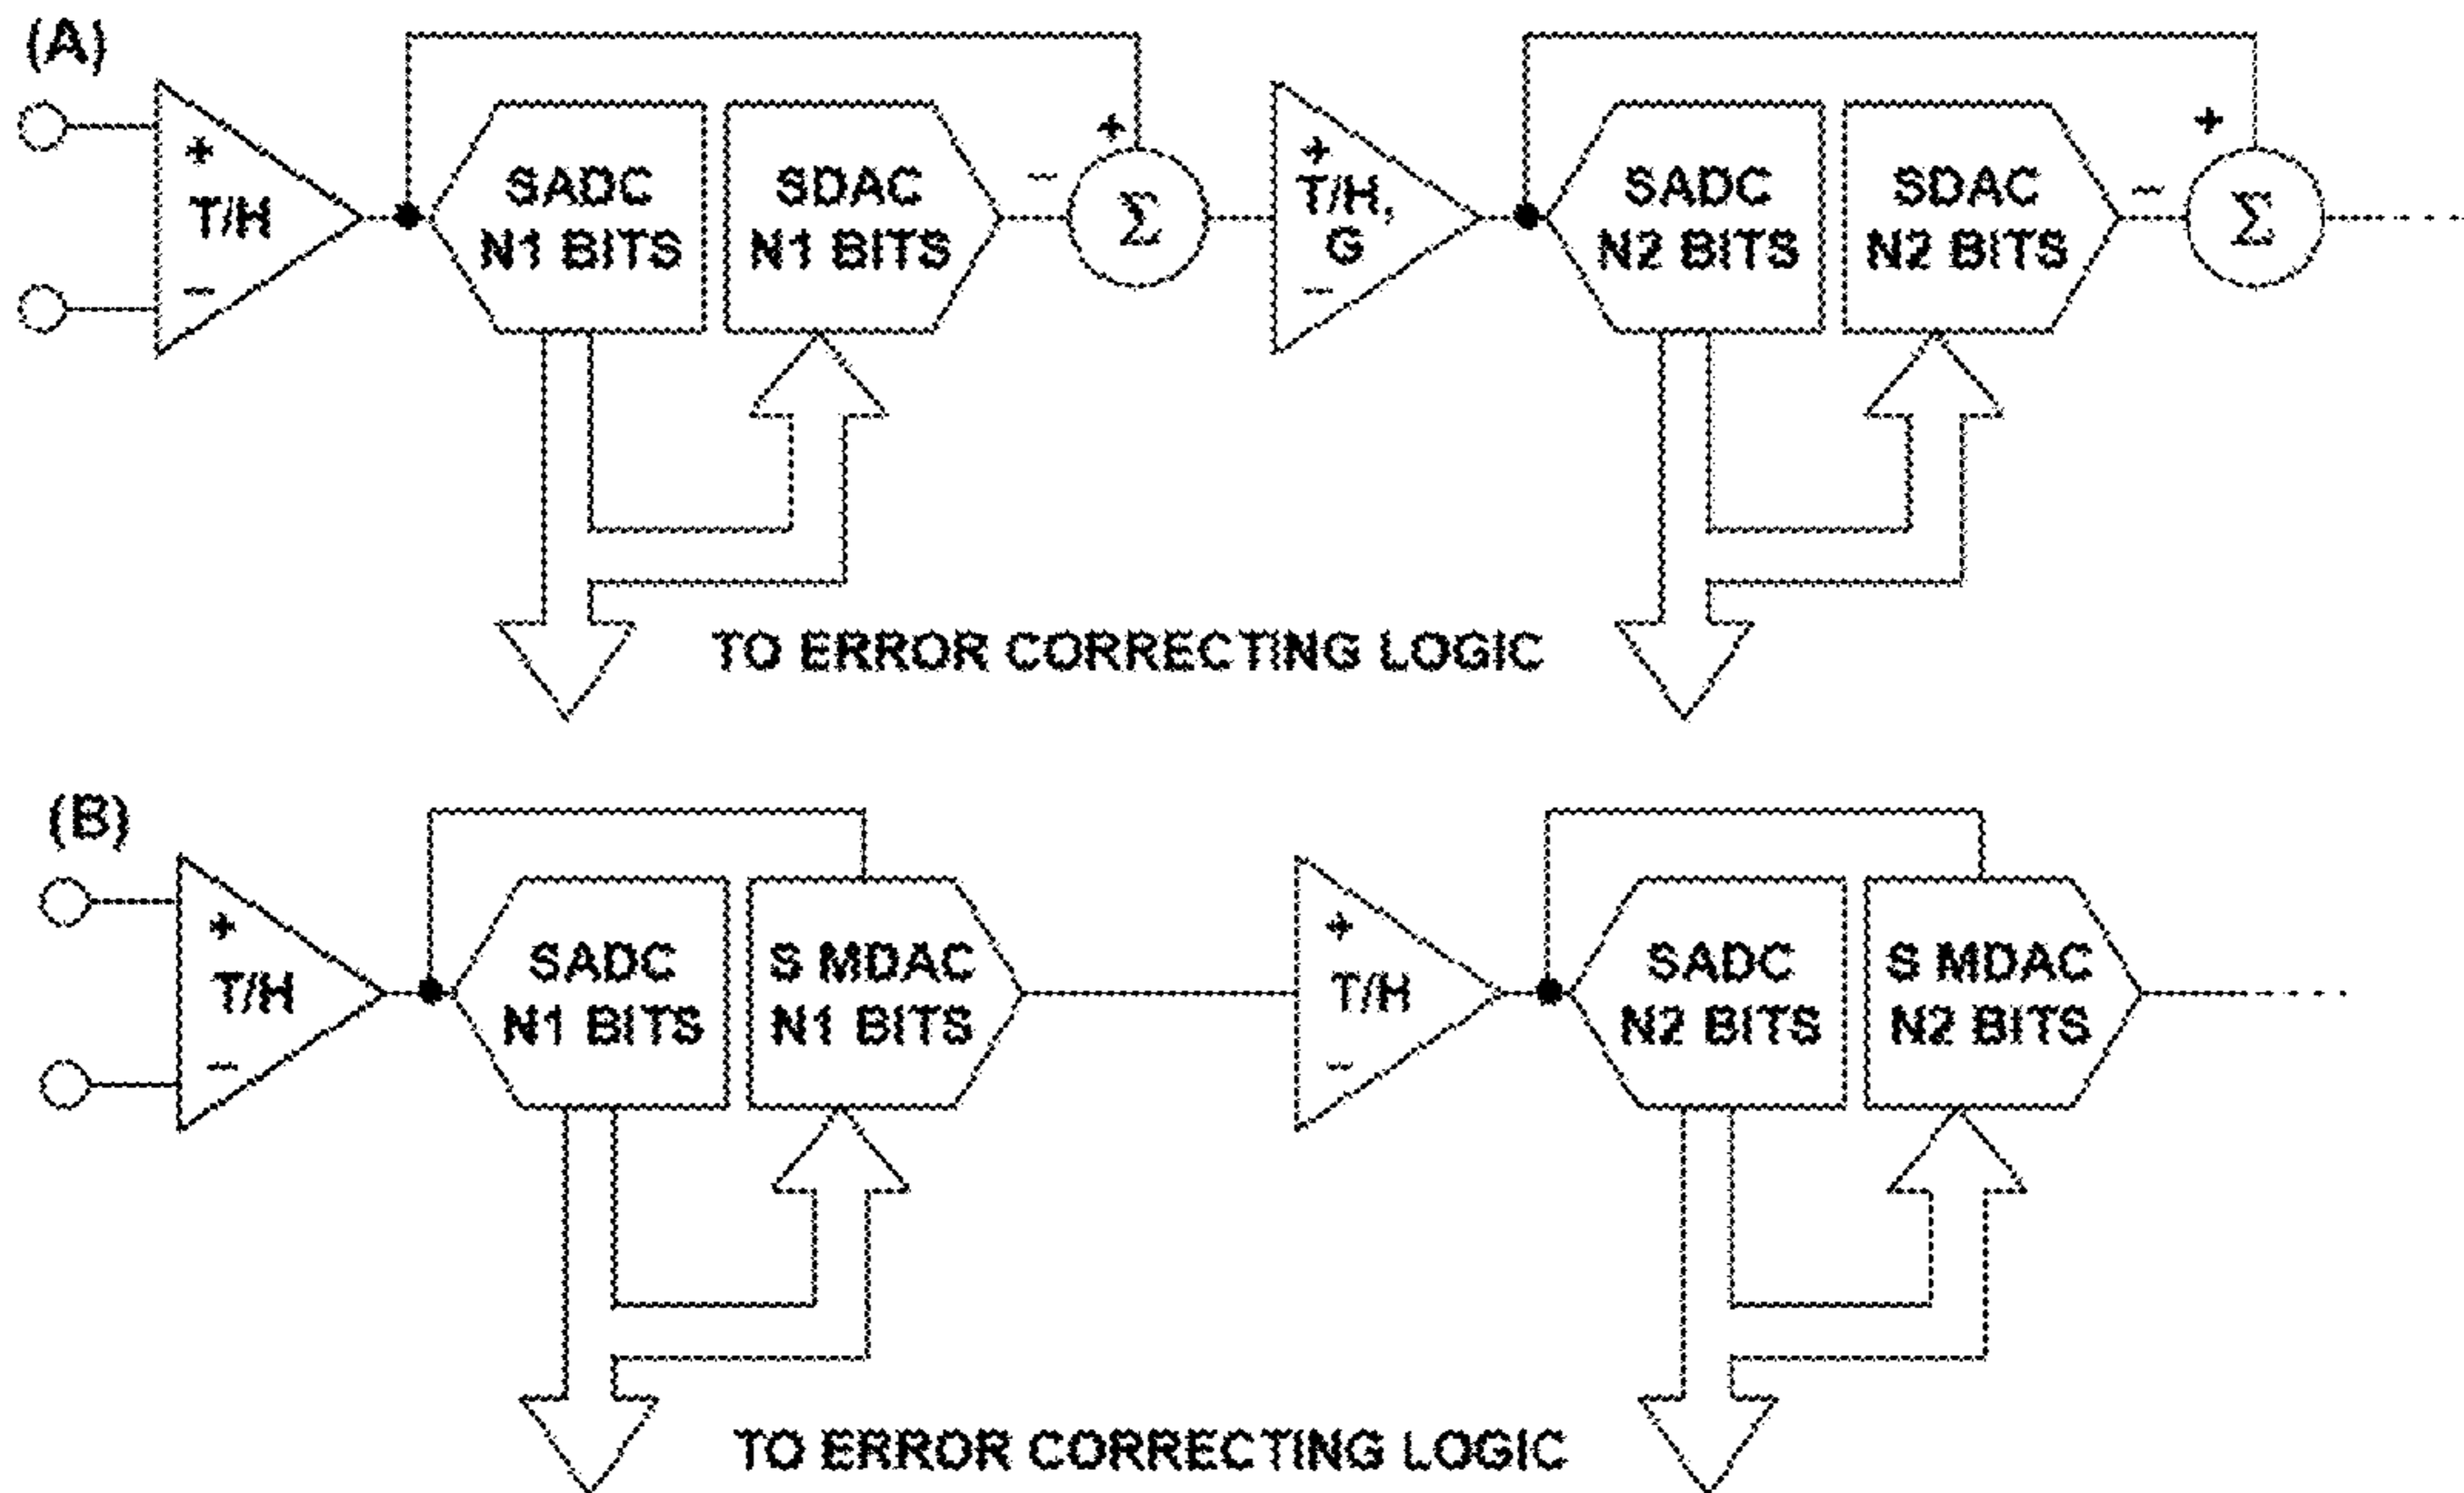 (A)
+
T/H
−
SADC
N1 BITS
SDAC
N1 BITS
+
−
Σ
+
T/H,
G
−
SADC
N2 BITS
SDAC
N2 BITS
+
−
Σ
TO ERROR CORRECTING LOGIC
(B)
+
T/H
−
SADC
N1 BITS
S MDAC
N1 BITS
+
T/H
−
SADC
N2 BITS
S MDAC
N2 BITS
TO ERROR CORRECTING LOGIC